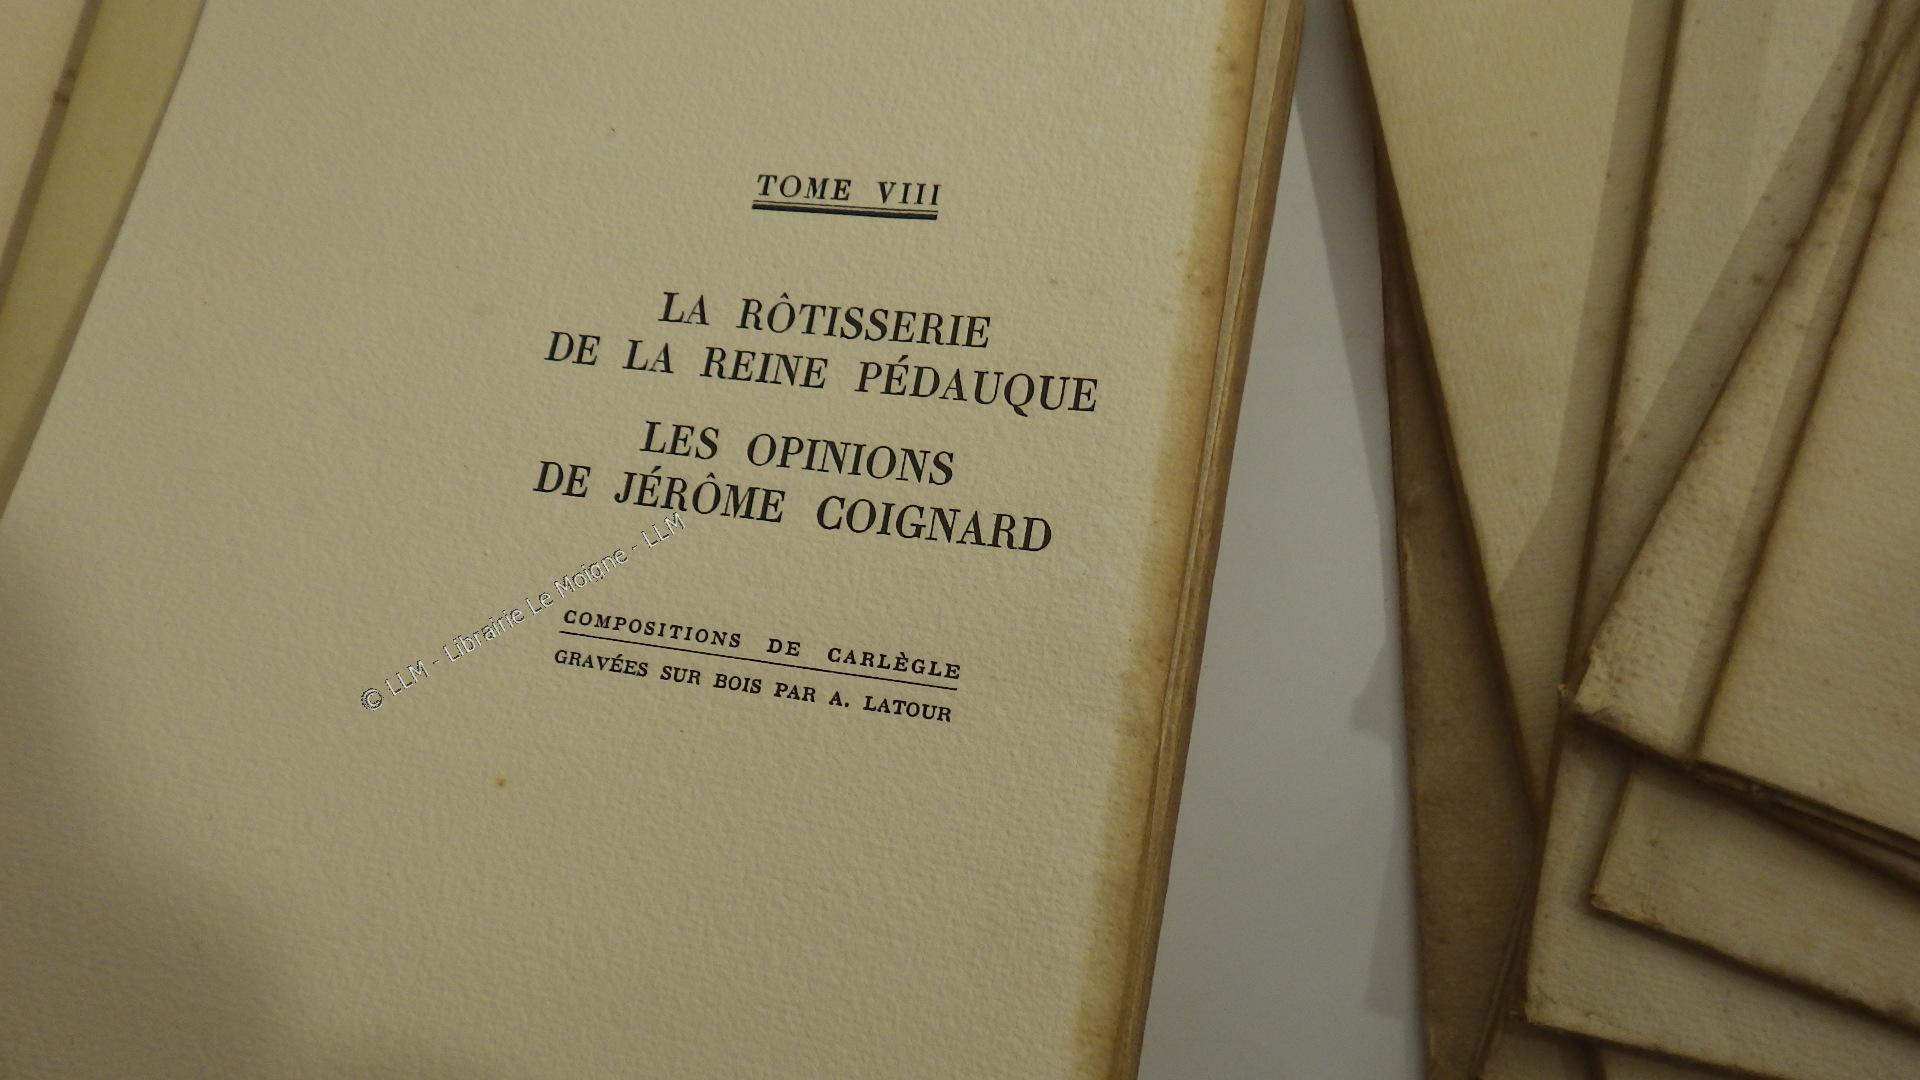 TOME VIII
LA RÔTISSERIE
DE LA REINE PÉDAUQUE
LES OPINIONS
DE JÉRÔME COIGNARD
COMPOSITIONS DE CARLÈGLE
GRAVÉES SUR BOIS PAR A. LATOUR
© LLM - Librairie Le Moigne - LLM